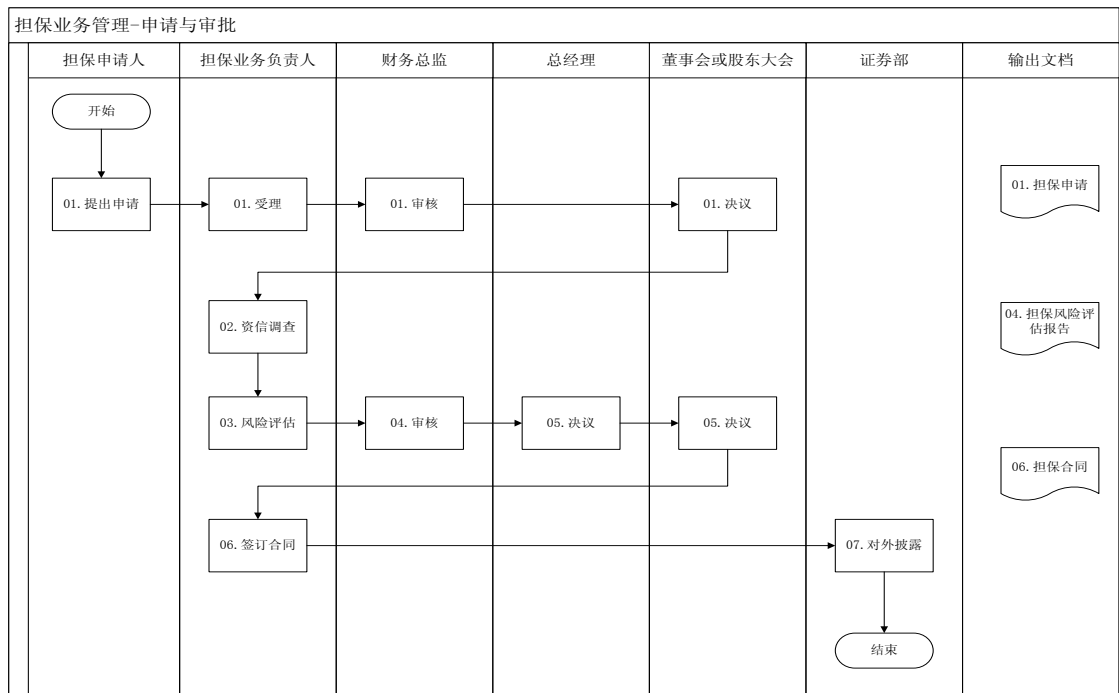 担保业务管理-申请与审批
担保申请人
担保业务负责人
财务总监
总经理
董事会或股东大会
证券部
输出文档
开始
01.提出申请
01.受理
01.审核
01.决议
01.担保申请
02.资信调查
04.担保风险评
估报告
03.风险评估
04.审核
05.决议
05.决议
06.担保合同
06.签订合同
07.对外披露
结束